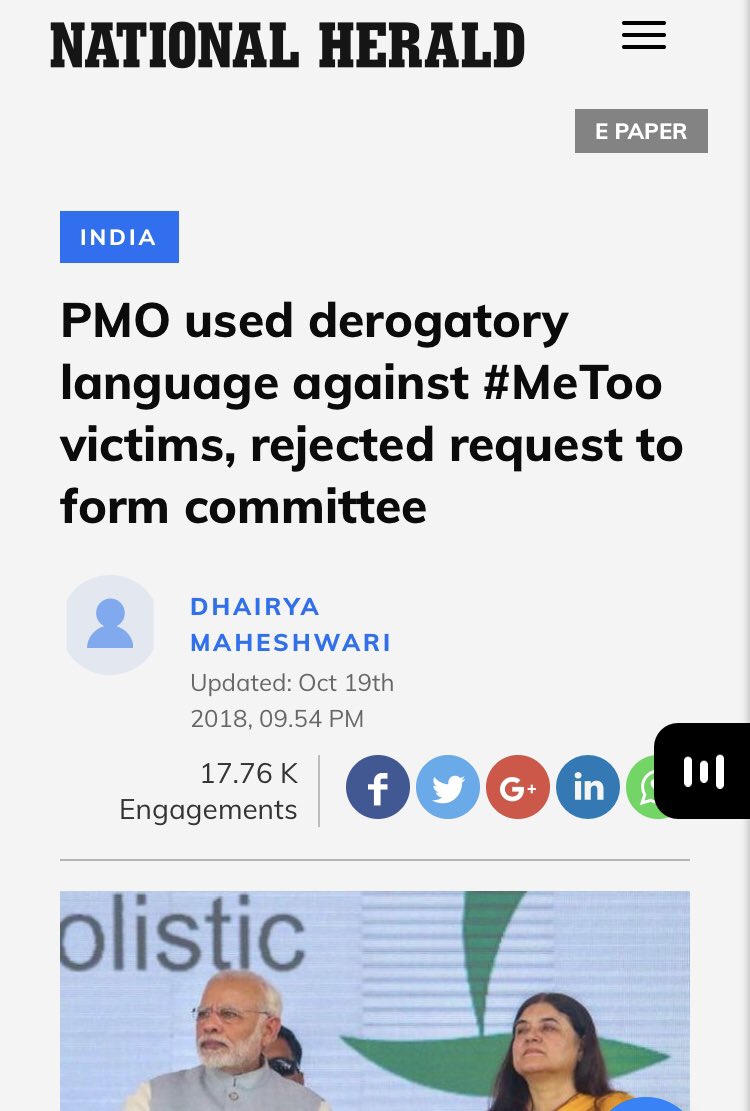 NATIONAL HERALD
E PAPER
INDIA
PMO used derogatory
language against #MeToo
victims, rejected request to
form committee
DHAIRYA
MAHESHWARI
Updated: Oct 19th
2018, 09.54 PM
17.76 K
Engagements
f
G+
in
olistic